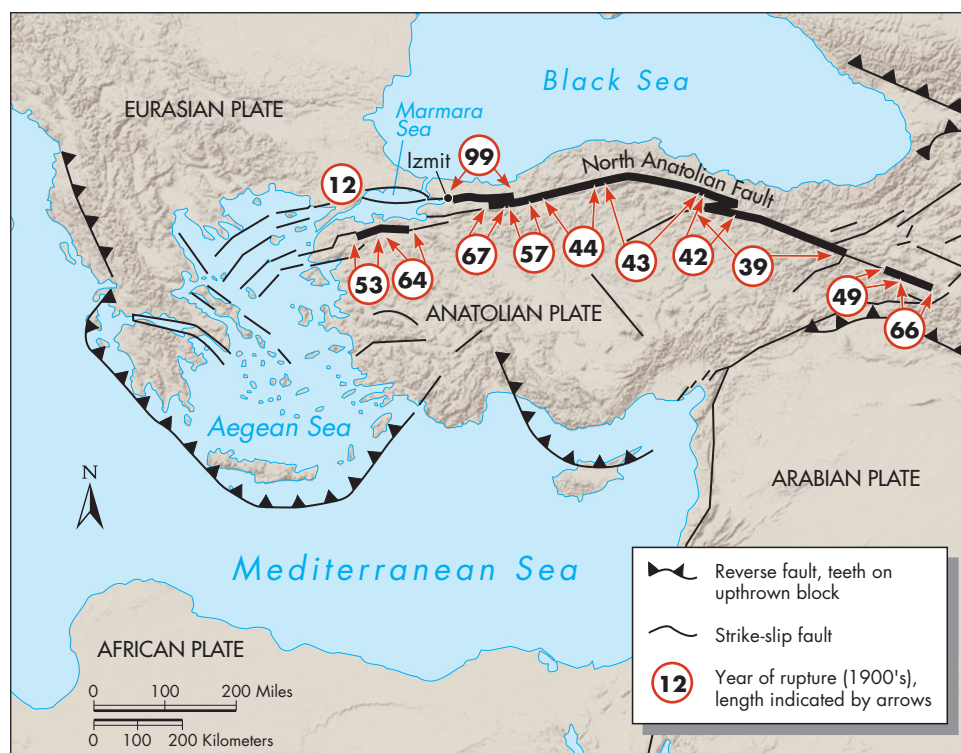 Black Sea
EURASIAN PLATE
Marmara
Sea
Izmit
99
12
North Anatolian Fault
67
57
44
43
42
39
53
64
49
66
ANATOLIAN PLATE
Aegean Sea
N
ARABIAN PLATE
Mediterranean Sea
AFRICAN PLATE
0 100 200 Miles
0 100 200 Kilometers
Reverse fault, teeth on
upthrown block
Strike-slip fault
12
Year of rupture (1900's),
length indicated by arrows